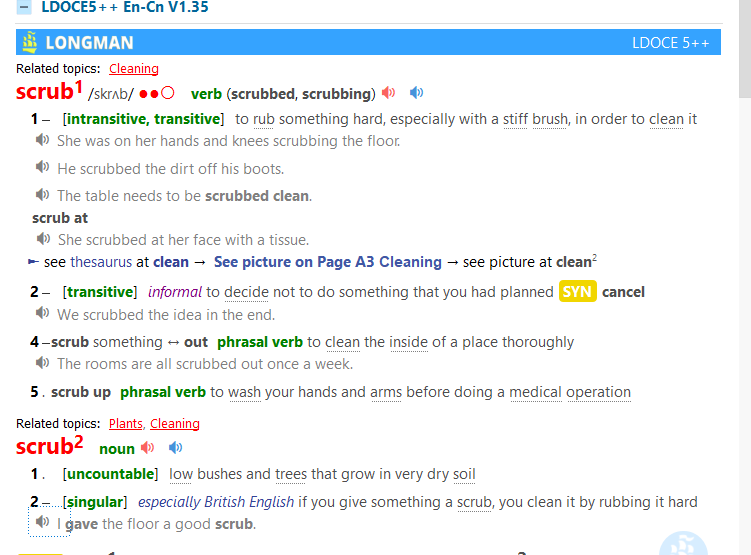 LDOCE5++ En-Cn V1.35
LONGMAN LDOCE 5++
Related topics: Cleaning
scrub1 /skrʌb/ ●●○ verb (scrubbed, scrubbing)
1 – [intransitive, transitive] to rub something hard, especially with a stiff brush, in order to clean it
She was on her hands and knees scrubbing the floor.
He scrubbed the dirt off his boots.
The table needs to be scrubbed clean.
scrub at
She scrubbed at her face with a tissue.
► see thesaurus at clean → See picture on Page A3 Cleaning → see picture at clean2
2 – [transitive] informal to decide not to do something that you had planned SYN cancel
We scrubbed the idea in the end.
4 –scrub something ↔ out phrasal verb to clean the inside of a place thoroughly
The rooms are all scrubbed out once a week.
5 . scrub up phrasal verb to wash your hands and arms before doing a medical operation
Related topics: Plants, Cleaning
scrub2 noun
1 . [uncountable] low bushes and trees that grow in very dry soil
2 – [singular] especially British English if you give something a scrub, you clean it by rubbing it hard
I gave the floor a good scrub.